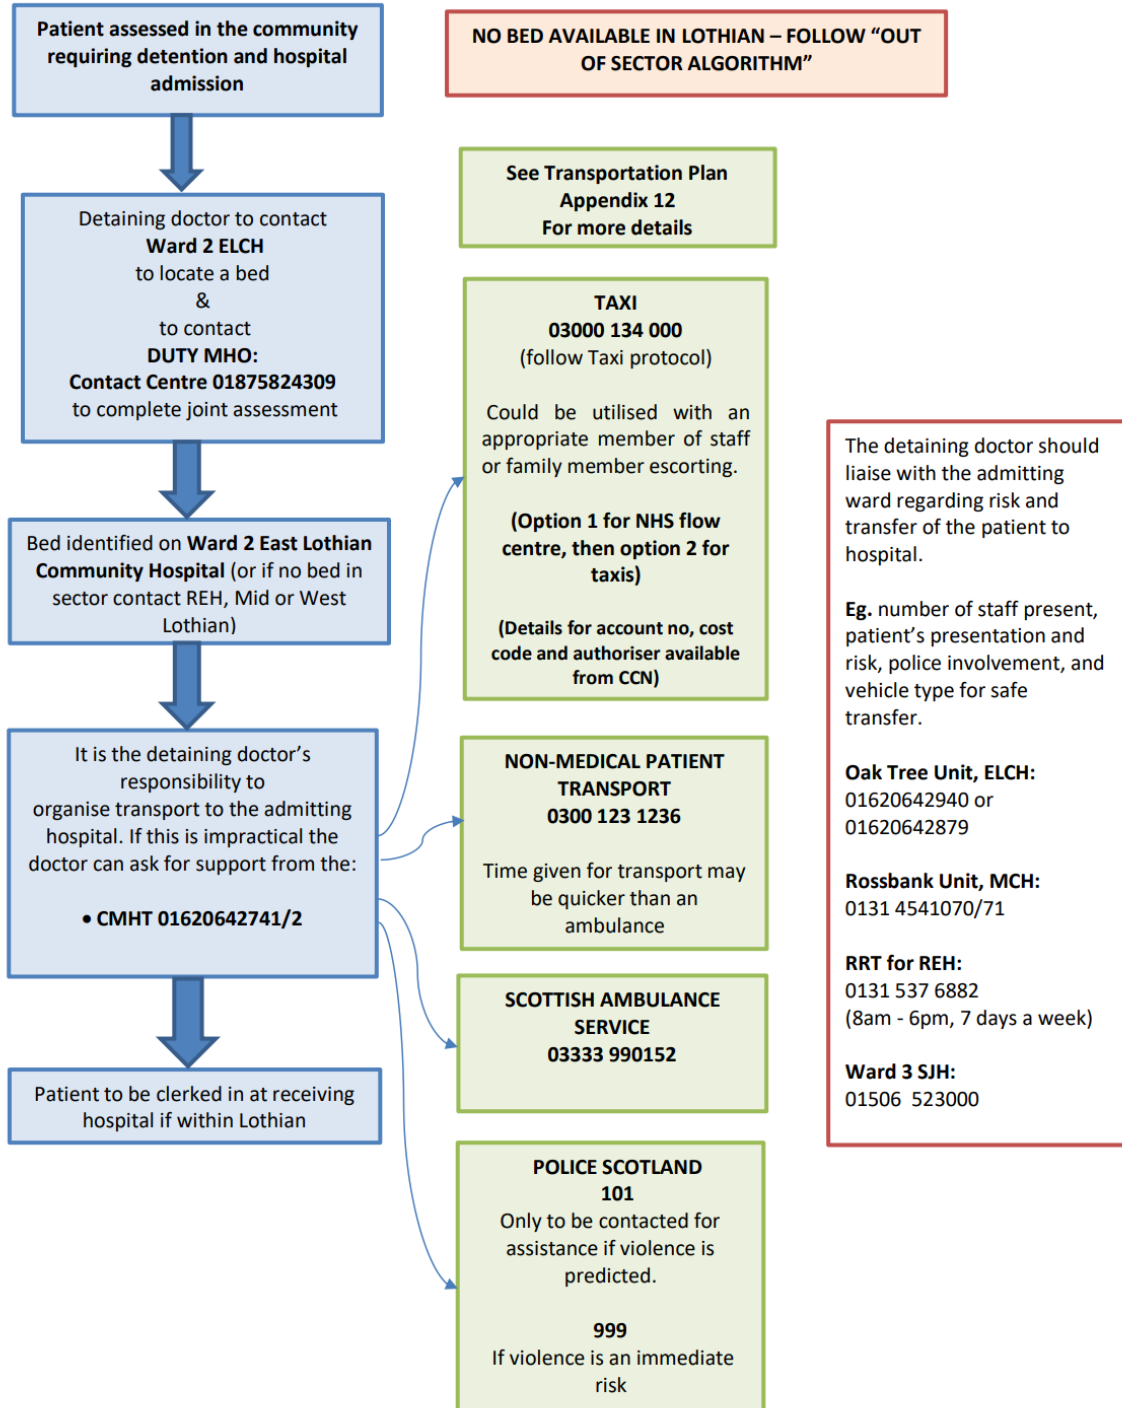 Patient assessed in the community
requiring detention and hospital
admission
NO BED AVAILABLE IN LOTHIAN – FOLLOW “OUT
OF SECTOR ALGORITHM”
Detaining doctor to contact
Ward 2 ELCH
to locate a bed
&
to contact
DUTY MHO:
Contact Centre 01875824309
to complete joint assessment
Bed identified on Ward 2 East Lothian
Community Hospital (or if no bed in
sector contact REH, Mid or West
Lothian)
It is the detaining doctor’s
responsibility to
organise transport to the admitting
hospital. If this is impractical the
doctor can ask for support from the:
• CMHT 01620642741/2
Patient to be clerked in at receiving
hospital if within Lothian
See Transportation Plan
Appendix 12
For more details
TAXI
03000 134 000
(follow Taxi protocol)
Could be utilised with an
appropriate member of staff
or family member escorting.
(Option 1 for NHS flow
centre, then option 2 for
taxis)
(Details for account no, cost
code and authoriser available
from CCN)
NON-MEDICAL PATIENT
TRANSPORT
0300 123 1236
Time given for transport may
be quicker than an
ambulance
SCOTTISH AMBULANCE
SERVICE
03333 990152
POLICE SCOTLAND
101
Only to be contacted for
assistance if violence is
predicted.
999
If violence is an immediate
risk
The detaining doctor should
liaise with the admitting
ward regarding risk and
transfer of the patient to
hospital.
Eg. number of staff present,
patient’s presentation and
risk, police involvement, and
vehicle type for safe
transfer.
Oak Tree Unit, ELCH:
01620642940 or
01620642879
Rossbank Unit, MCH:
0131 4541070/71
RRT for REH:
0131 537 6882
(8am - 6pm, 7 days a week)
Ward 3 SJH:
01506 523000